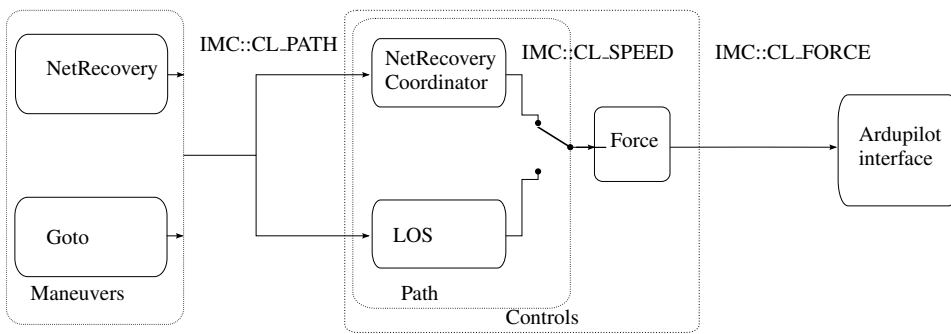 IMC::CL_PATH
IMC::CL_SPEED
IMC::CL_FORCE
NetRecovery
NetRecovery
Coordinator
Force
Ardupilot
interface
Goto
LOS
Maneuvers
Path
Controls